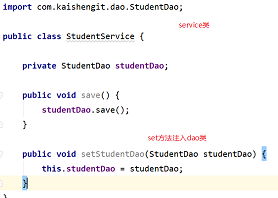 import com.kaishengit.dao.StudentDao;
service类
public class StudentService {
private StudentDao studentDao;
public void save() {
studentDao.save();
}
set方法注入dao类
public void setStudentDao(StudentDao studentDao) {
this.studentDao = studentDao;
}
}